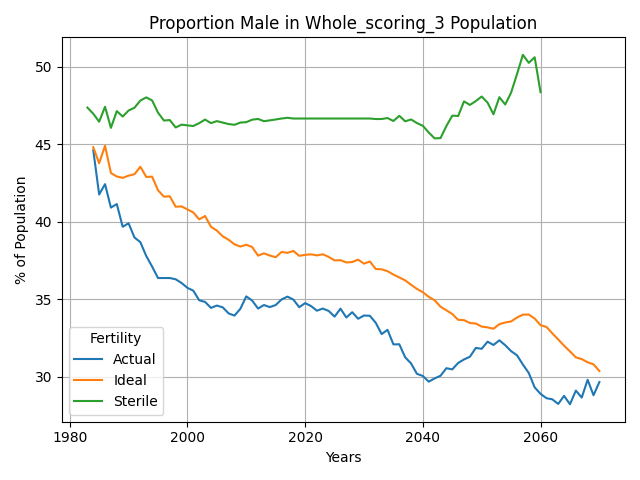 Proportion Male in Whole_scoring_3 Population
% of Population
50
45
40
35
30
Fertility
Actual
Ideal
Sterile
1980
2000
2020
2040
2060
Years